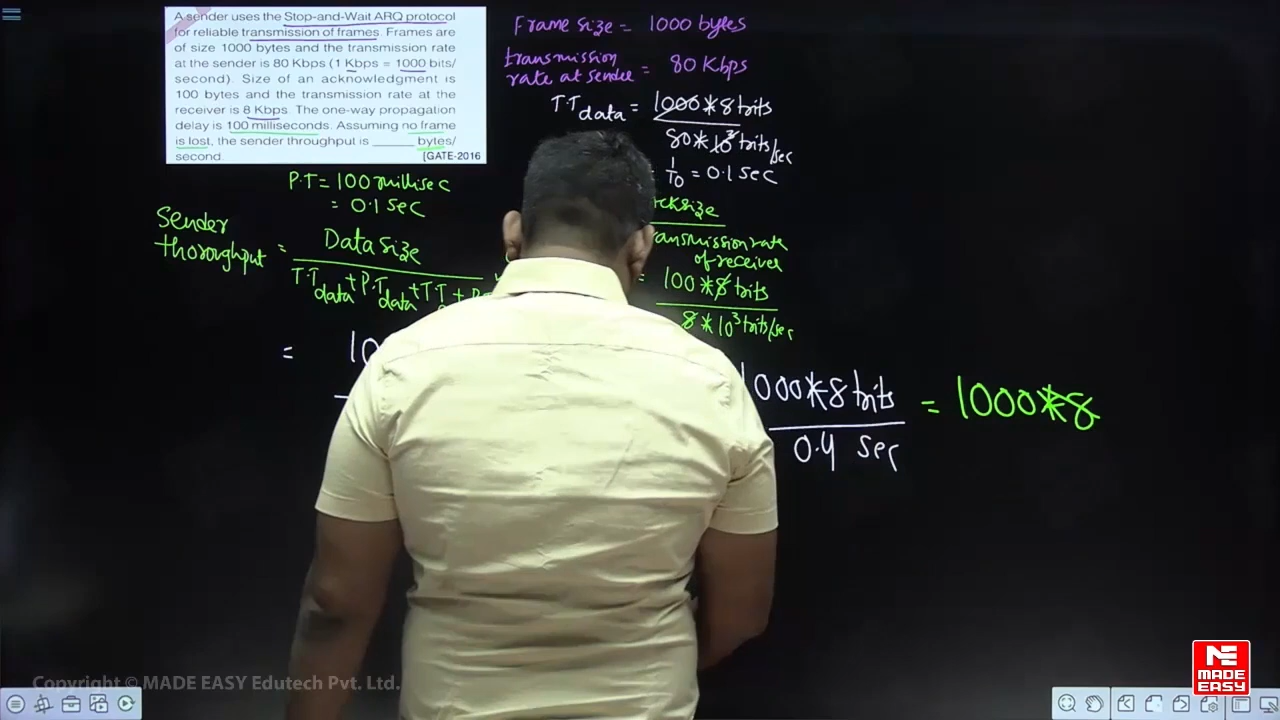 A sender uses the Stop-and-Wait ARQ protocol
for reliable transmission of frames. Frames are
of size 1000 bytes and the transmission rate
at the sender is 80 Kbps (1 Kbps = 1000 bits/
second). Size of an acknowledgment is
100 bytes and the transmission rate at the
receiver is 8 Kbps. The one-way propagation
delay is 100 milliseconds. Assuming no frame
is lost, the sender throughput is ______ bytes/
second. [GATE-2016
Frame size = 1000 bytes
transmission
rate at sender = 80 Kbps
T.T data = 1000*8 bits
80*10³ bits/sec
= 1/10 = 0.1 sec
P.T = 100 millisec
= 0.1 sec
size
transmission rate
of receiver
= 100*8 bits
8*10³ bits/sec
Sender
thoroughput = Data size
T.T data + P.T data + T.T +
= 10
1000*8 bits
0.4 sec
= 1000*8
Copyright © MADE EASY Edutech Pvt. Ltd.
MADE
EASY